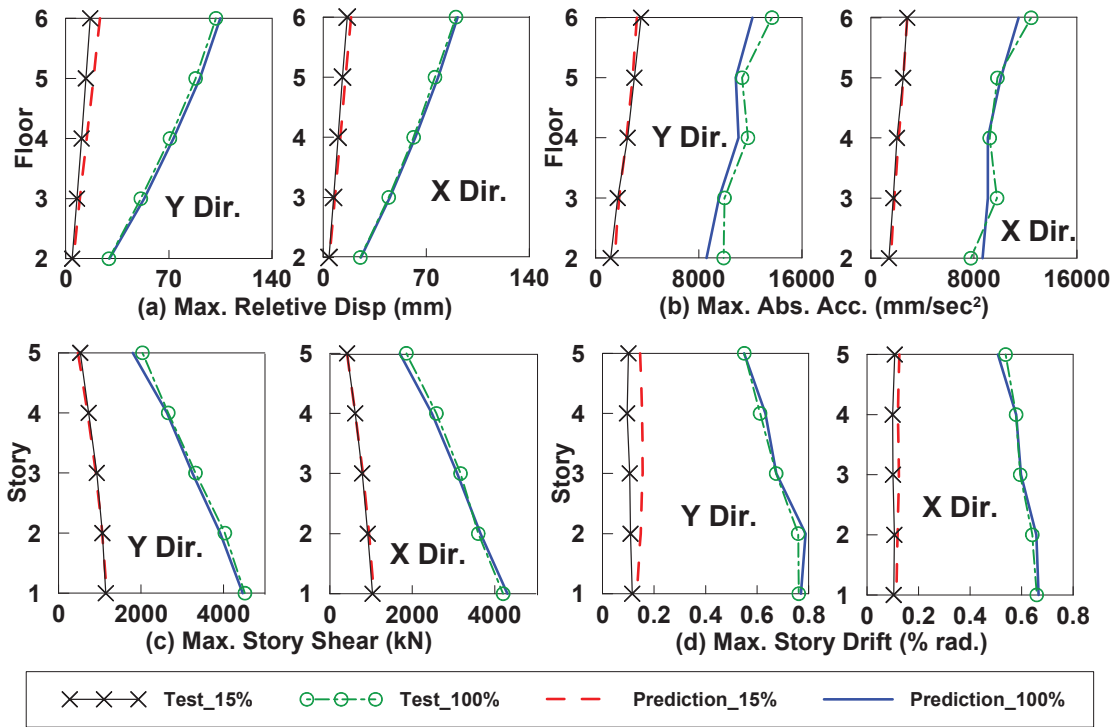 Floor
6
5
4
3
2
Y Dir.
0
70
140
X Dir.
0
70
140
(a) Max. Reletive Disp (mm)
Floor
6
5
4
3
2
Y Dir.
0
8000
16000
X Dir.
0
8000
16000
(b) Max. Abs. Acc. (mm/sec²)
Story
5
4
3
2
1
Y Dir.
0
2000
4000
X Dir.
0
2000
4000
(c) Max. Story Shear (kN)
Story
5
4
3
2
1
Y Dir.
0
0.2
0.4
0.6
0.8
X Dir.
0
0.2
0.4
0.6
0.8
(d) Max. Story Drift (% rad.)
Test_15%
Test_100%
Prediction_15%
Prediction_100%